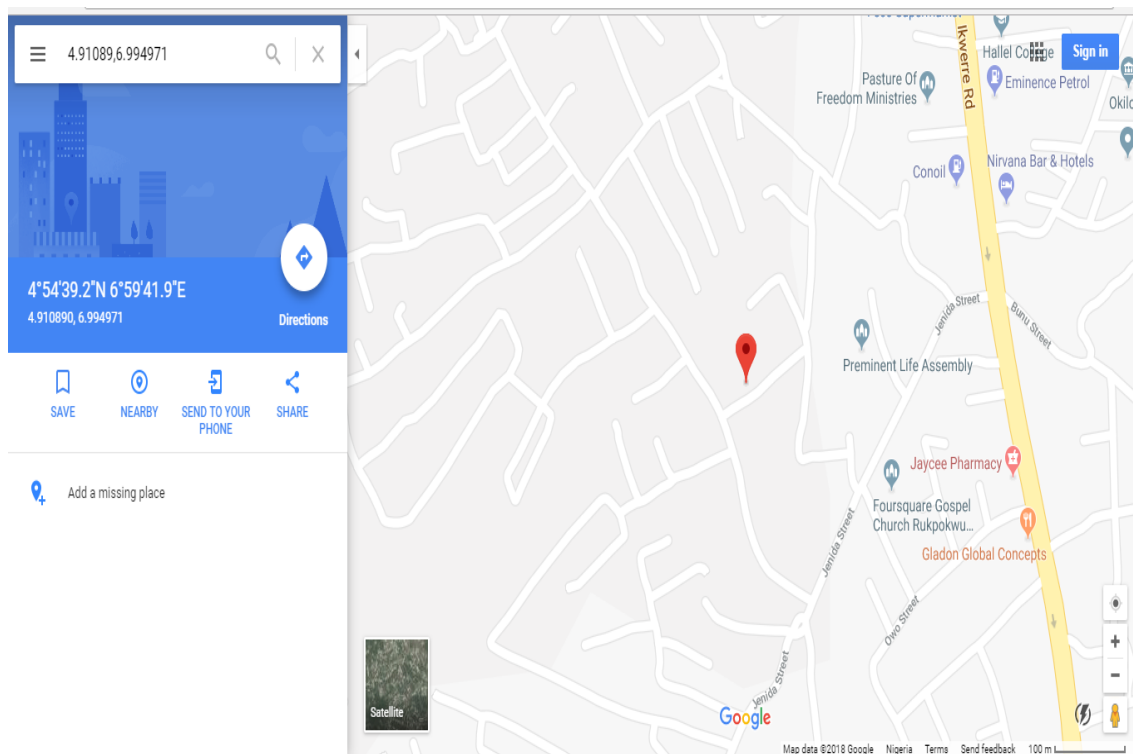 4.91089,6.994971
4°54'39.2"N 6°59'41.9"E
4.910890, 6.994971
Directions
SAVE
NEARBY
SEND TO YOUR
PHONE
SHARE
Add a missing place
Satellite
Ikwerre Rd
Hallel College
Sign in
Pasture Of
Freedom Ministries
Eminence Petrol
Conoil
Nirvana Bar & Hotels
Jenida Street
Bunu Street
Preminent Life Assembly
Jaycee Pharmacy
Foursquare Gospel
Church Rukpokwu...
Gladon Global Concepts
Jenida Street
Owo Street
Jenida Street
Google
Map data ©2018 Google Nigeria Terms Send feedback 100 m